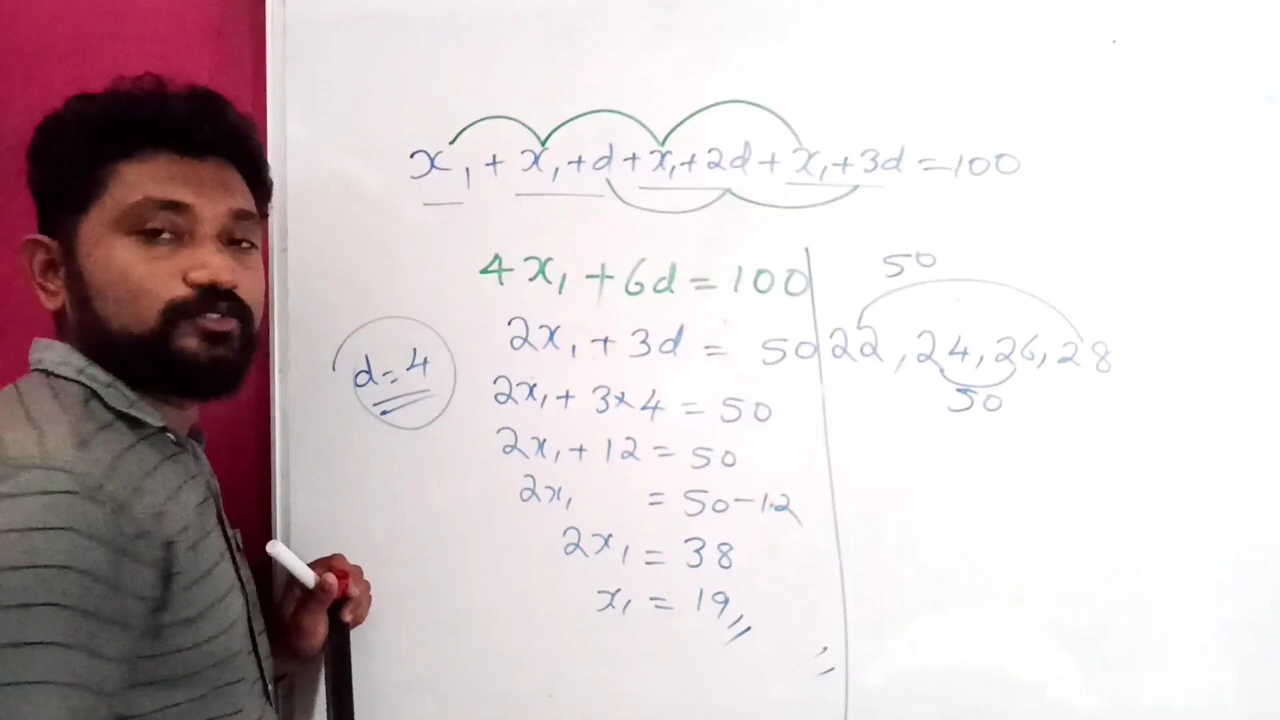 x₁ + x₁ + d + x₁ + 2d + x₁ + 3d = 100
4x₁ + 6d = 100
2x₁ + 3d = 50
d = 4
2x₁ + 3×4 = 50
2x₁ + 12 = 50
2x₁ = 50 - 12
2x₁ = 38
x₁ = 19
50
22, 24, 26, 28
50